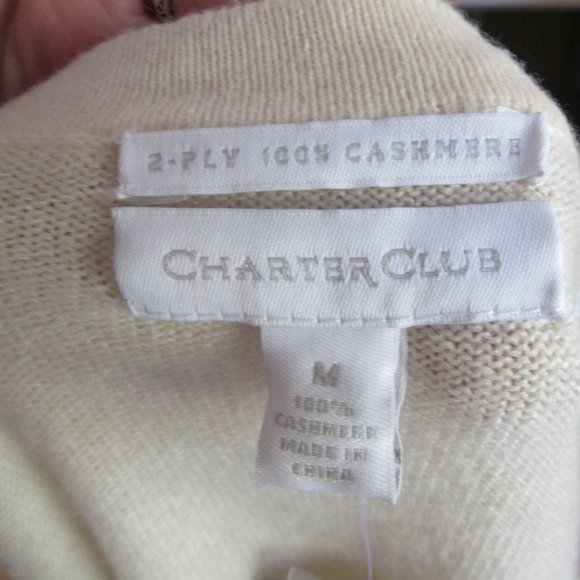 2-PLY 100% CASHMERE
CHARTER CLUB
M
100%
CASHMERE
MADE IN
CHINA